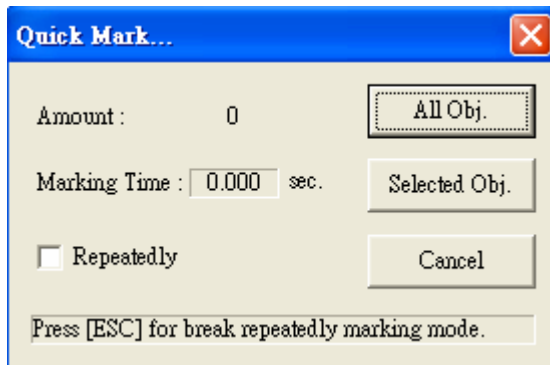 Quick Mark...
Amount : 0 All Obj.
Marking Time : 0.000 sec. Selected Obj.
Repeatedly Cancel
Press [ESC] for break repeatedly marking mode.